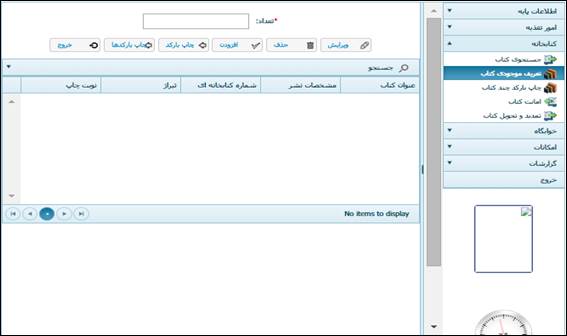 اطلاعات پایه
امور تغذیه
کتابخانه
جستجوی کتاب
تعریف موجودی کتاب
چاپ بارکد چند کتاب
امانت کتاب
تمدید و تحویل کتاب
خوابگاه
امکانات
گزارشات
خروج
*تعداد:
ویرایش حذف افزودن چاپ بارکد چاپ بارکدها خروج
جستجو
عنوان کتاب مشخصات نشر شماره کتابخانه ای تیراژ نوبت چاپ
No items to display